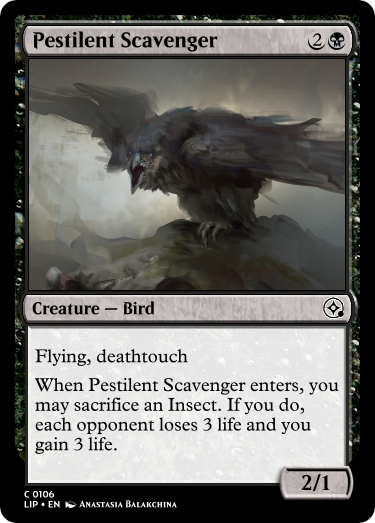 Pestilent Scavenger 2
Creature — Bird
Flying, deathtouch
When Pestilent Scavenger enters, you
may sacrifice an Insect. If you do,
each opponent loses 3 life and you
gain 3 life.
2/1
C 0106
LIP • EN Anastasia Balakchina